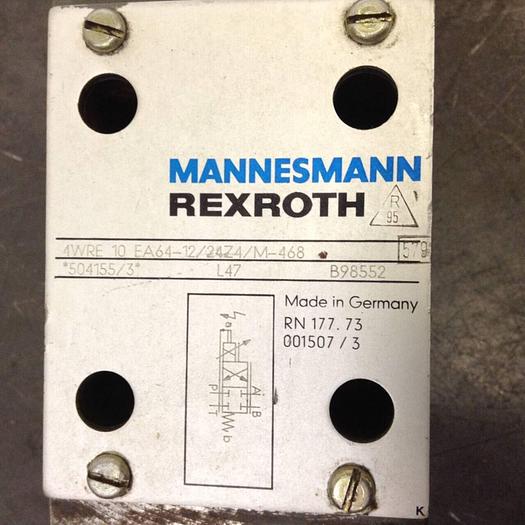 MANNESMANN
REXROTH
R
95
4WRE 10 EA64-12/24Z4/M-468
579
*504155/3*
L47
B98552
Made in Germany
RN 177.73
001507 / 3
a
A
B
P
T
b
K